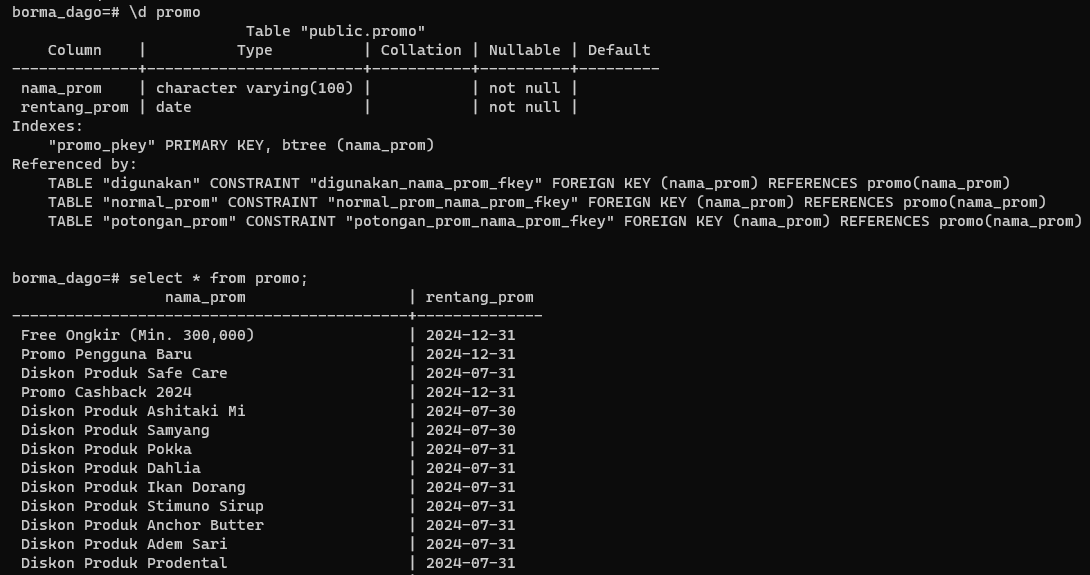 borma_dago=# \d promo
                          Table "public.promo"
    Column    |          Type          | Collation | Nullable | Default
--------------+------------------------+-----------+----------+---------
 nama_prom    | character varying(100) |           | not null |
 rentang_prom | date                   |           | not null |
Indexes:
    "promo_pkey" PRIMARY KEY, btree (nama_prom)
Referenced by:
    TABLE "digunakan" CONSTRAINT "digunakan_nama_prom_fkey" FOREIGN KEY (nama_prom) REFERENCES promo(nama_prom)
    TABLE "normal_prom" CONSTRAINT "normal_prom_nama_prom_fkey" FOREIGN KEY (nama_prom) REFERENCES promo(nama_prom)
    TABLE "potongan_prom" CONSTRAINT "potongan_prom_nama_prom_fkey" FOREIGN KEY (nama_prom) REFERENCES promo(nama_prom)
borma_dago=# select * from promo;
                 nama_prom                  | rentang_prom
--------------------------------------------+--------------
 Free Ongkir (Min. 300,000)                 | 2024-12-31
 Promo Pengguna Baru                        | 2024-12-31
 Diskon Produk Safe Care                    | 2024-07-31
 Promo Cashback 2024                        | 2024-12-31
 Diskon Produk Ashitaki Mi                  | 2024-07-30
 Diskon Produk Samyang                      | 2024-07-30
 Diskon Produk Pokka                        | 2024-07-31
 Diskon Produk Dahlia                       | 2024-07-31
 Diskon Produk Ikan Dorang                  | 2024-07-31
 Diskon Produk Stimuno Sirup                | 2024-07-31
 Diskon Produk Anchor Butter                | 2024-07-31
 Diskon Produk Adem Sari                    | 2024-07-31
 Diskon Produk Prodental                    | 2024-07-31